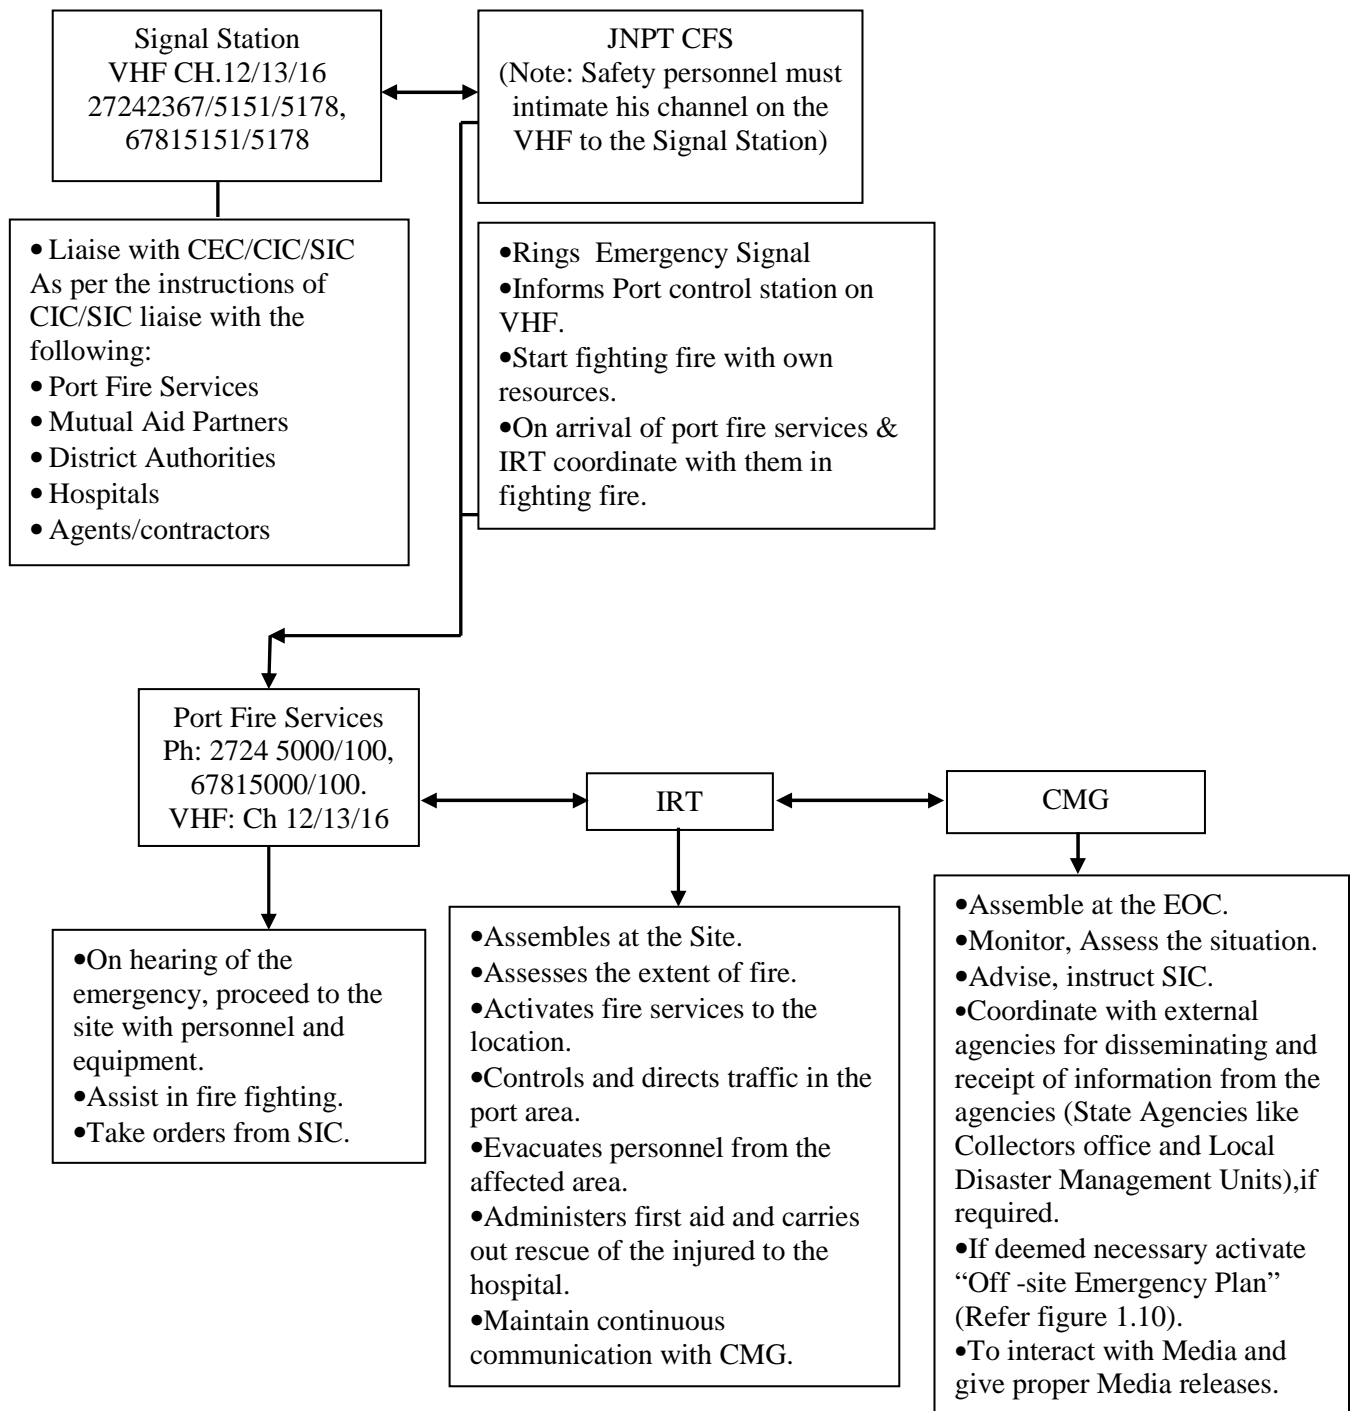 Signal Station
VHF CH.12/13/16
27242367/5151/5178,
67815151/5178
JNPT CFS
(Note: Safety personnel must
intimate his channel on the
VHF to the Signal Station)
• Liaise with CEC/CIC/SIC
As per the instructions of
CIC/SIC liaise with the
following:
• Port Fire Services
• Mutual Aid Partners
• District Authorities
• Hospitals
• Agents/contractors
•Rings Emergency Signal
•Informs Port control station on
VHF.
•Start fighting fire with own
resources.
•On arrival of port fire services &
IRT coordinate with them in
fighting fire.
Port Fire Services
Ph: 2724 5000/100,
67815000/100.
VHF: Ch 12/13/16
IRT
CMG
•On hearing of the
emergency, proceed to the
site with personnel and
equipment.
•Assist in fire fighting.
•Take orders from SIC.
•Assembles at the Site.
•Assesses the extent of fire.
•Activates fire services to the
location.
•Controls and directs traffic in the
port area.
•Evacuates personnel from the
affected area.
•Administers first aid and carries
out rescue of the injured to the
hospital.
•Maintain continuous
communication with CMG.
•Assemble at the EOC.
•Monitor, Assess the situation.
•Advise, instruct SIC.
•Coordinate with external
agencies for disseminating and
receipt of information from the
agencies (State Agencies like
Collectors office and Local
Disaster Management Units),if
required.
•If deemed necessary activate
“Off -site Emergency Plan”
(Refer figure 1.10).
•To interact with Media and
give proper Media releases.